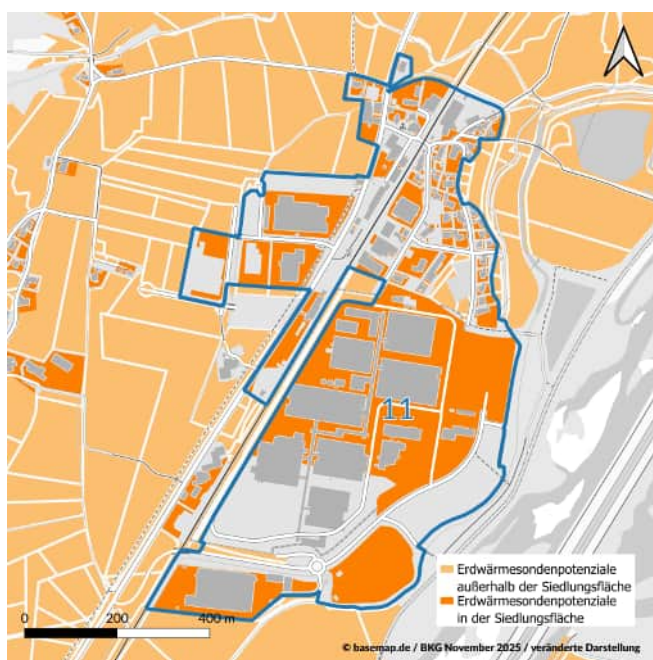 11
Erdwärmesondenpotenziale
außerhalb der Siedlungsfläche
Erdwärmesondenpotenziale
in der Siedlungsfläche
0 200 400 m
© basemap.de / BKG November 2025 / veränderte Darstellung